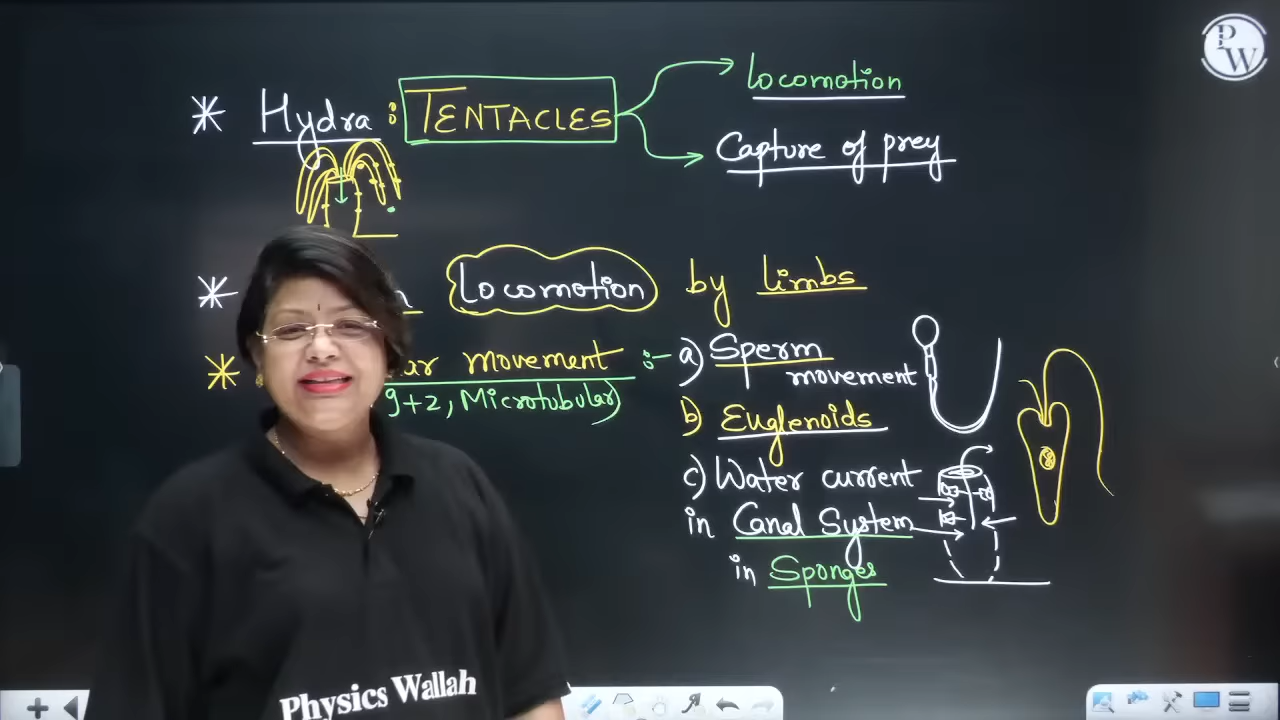 PW
Locomotion
* Hydra : TENTACLES
Capture of prey
* Locomotion by limbs
* movement :- a) Sperm
movement
9+2, Microtubular)
b) Euglenoids
c) Water current
in Canal System
in Sponges
Physics Wallah